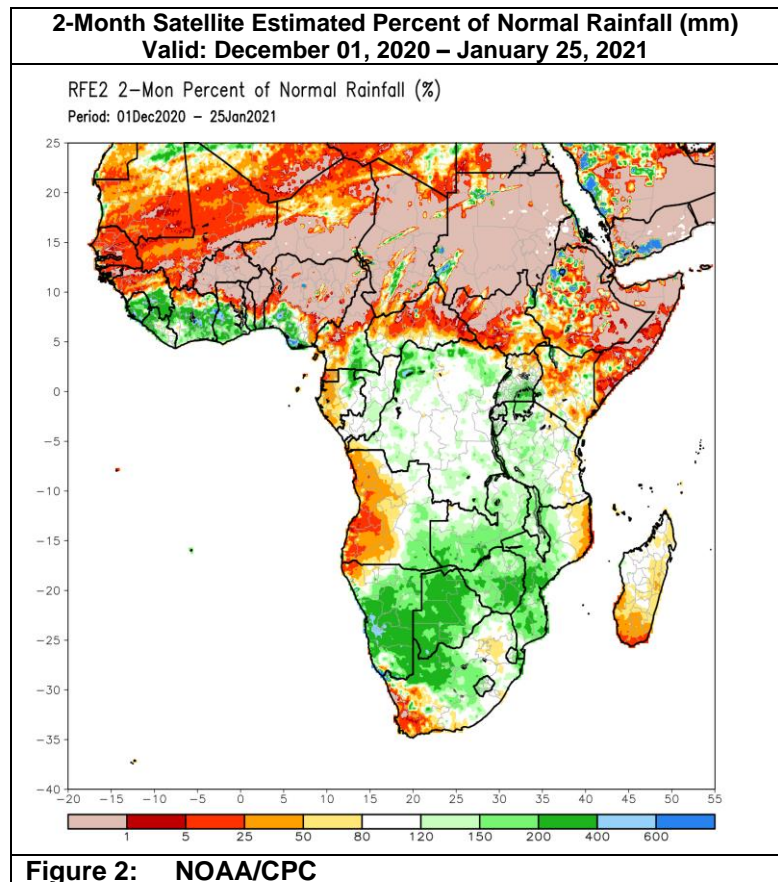 2-Month Satellite Estimated Percent of Normal Rainfall (mm)
Valid: December 01, 2020 – January 25, 2021
RFE2 2-Mon Percent of Normal Rainfall (%)
Period: 01Dec2020 – 25Jan2021
25
20
15
10
5
0
-5
-10
-15
-20
-25
-30
-35
-40
-20 -15 -10 -5 0 5 10 15 20 25 30 35 40 45 50 55
1 5 25 50 80 120 150 200 400 600
Figure 2: NOAA/CPC